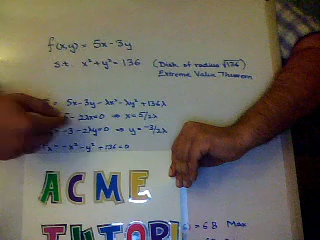 f(x,y) = 5x - 3y
s.t. x² + y² = 136 (Disk of radius √136)
Extreme Value Theorem
= 5x - 3y - λx² - λy² + 136λ
- 2λx = 0 → x = 5/2λ
= -3 - 2λy = 0 → y = -3/2λ
- x² - y² + 136 = 0
ACME
TUTOR
) = 68 Max